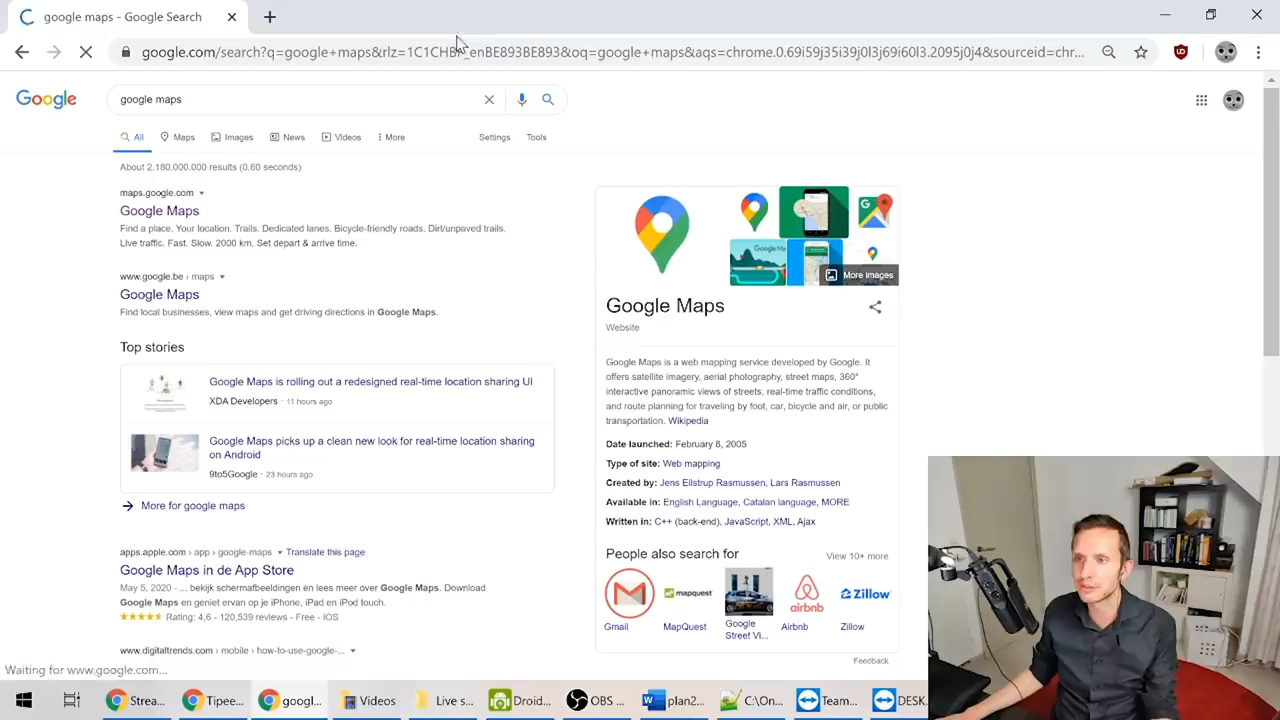 google maps - Google Search
google.com/search?q=google+maps&rlz=1C1CHBF_enBE893BE893&oq=google+maps&aqs=chrome.0.69i59j35i39j0l3j69i60l3.2095j0j4&sourceid=chr...
Google
google maps
All
Maps
Images
News
Videos
More
Settings
Tools
About 2.180.000.000 results (0,60 seconds)
maps.google.com
Google Maps
Find a place. Your location. Trails. Dedicated lanes. Bicycle-friendly roads. Dirt/unpaved trails.
Live traffic. Fast. Slow. 2000 km. Set depart & arrive time.
www.google.be › maps
Google Maps
Find local businesses, view maps and get driving directions in Google Maps.
Top stories
Google Maps is rolling out a redesigned real-time location sharing UI
XDA Developers · 11 hours ago
Google Maps picks up a clean new look for real-time location sharing
on Android
9to5Google · 23 hours ago
More for google maps
apps.apple.com › app › google-maps Translate this page
Google Maps in de App Store
May 5, 2020 - ... bekijk schermafbeeldingen en lees meer over Google Maps. Download
Google Maps en geniet ervan op je iPhone, iPad en iPod touch.
Rating: 4,6 - 120,539 reviews - Free - iOS
www.digitaltrends.com › mobile › how-to-use-google-...
Waiting for www.google.com...
More images
Google Maps
Website
Google Maps is a web mapping service developed by Google. It
offers satellite imagery, aerial photography, street maps, 360°
interactive panoramic views of streets, real-time traffic conditions,
and route planning for traveling by foot, car, bicycle and air, or public
transportation. Wikipedia
Date launched: February 8, 2005
Type of site: Web mapping
Created by: Jens Eilstrup Rasmussen, Lars Rasmussen
Available in: English Language, Catalan language, MORE
Written in: C++ (back-end), JavaScript, XML, Ajax
People also search for
View 10+ more
mapquest
airbnb
Zillow
Gmail
MapQuest
Google
Street Vi...
Airbnb
Zillow
Feedback
Strea...
Tipee...
googl...
Videos
Live s...
Droid...
OBS ...
plan2...
C:\On...
Team...
DESK